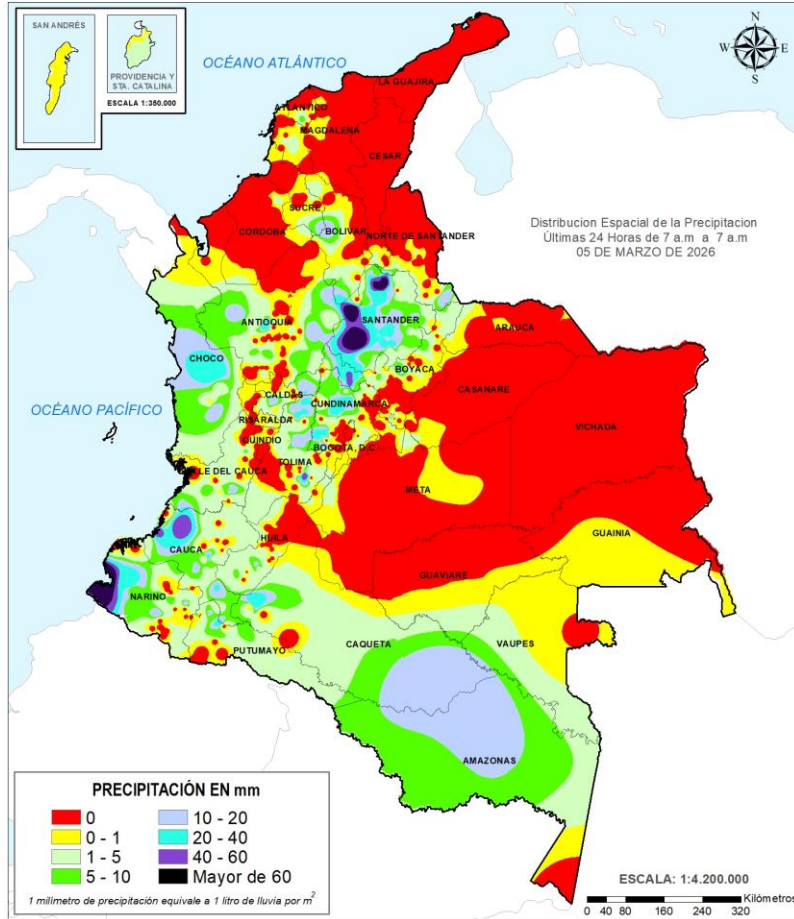 SAN ANDRÉS
PROVIDENCIA Y
STA. CATALINA
ESCALA 1:350.000
OCÉANO ATLÁNTICO
N
W E
S
LA GUAJIRA
ATLANTICO
MAGDALENA
CESAR
SUCRE
CORDOBA
BOLIVAR
NORTE DE SANTANDER
Distribucion Espacial de la Precipitacion
Últimas 24 Horas de 7 a.m a 7 a.m
05 DE MARZO DE 2026
ANTIOQUIA
SANTANDER
ARAUCA
CHOCO
BOYACA
CASANARE
OCÉANO PACÍFICO
CALDAS
CUNDINAMARCA
VICHADA
RISARALDA
QUINDIO
BOGOTA, D.C.
TOLIMA
VALLE DEL CAUCA
META
GUAINIA
CAUCA
HUILA
GUAVIARE
NARIÑO
PUTUMAYO
CAQUETA
VAUPES
AMAZONAS
PRECIPITACIÓN EN mm
0
10 - 20
0 - 1
20 - 40
1 - 5
40 - 60
5 - 10
Mayor de 60
1 milímetro de precipitación equivale a 1 litro de lluvia por m2
ESCALA: 1:4.200.000
Kilómetros
0 40 80 160 240 320